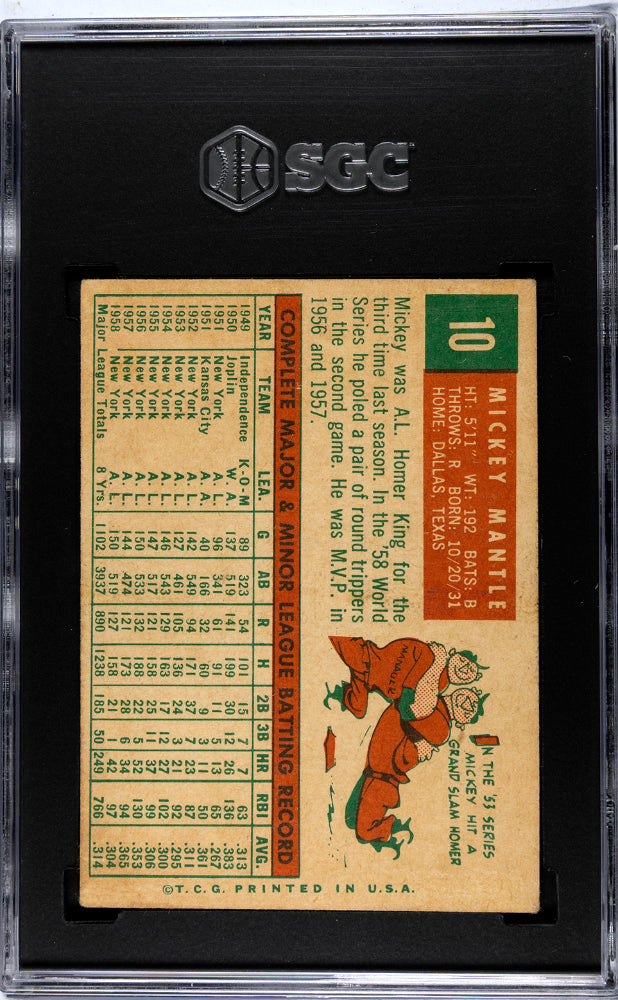 SGC
10
MICKEY MANTLE
HT: 5'11" WT: 192 BATS: B
THROWS: R BORN: 10/20/31
HOME: DALLAS, TEXAS
Mickey was A.L. Homer King for the
third time last season. In the '58 World
Series he poled a pair of round trippers
in the second game. He was M.V.P. in
1956 and 1957.
IN THE '53 SERIES
MICKEY HIT A
GRAND SLAM HOMER
MANAGER
COMPLETE MAJOR & MINOR LEAGUE BATTING RECORD
YEAR TEAM LEA. G AB R H 2B 3B HR RBI AVG.
1949 Independence K-O-M 89 323 54 101 15 7 7 63 .313
1950 Joplin W. A. 137 519 141 199 30 12 26 136 .383
1951 New York A. L. 96 341 61 91 11 5 13 65 .267
1951 Kansas City A. A. 40 166 32 60 9 3 11 50 .361
1952 New York A. L. 142 549 94 171 37 7 23 87 .311
1953 New York A. L. 127 461 105 136 24 3 21 92 .295
1954 New York A. L. 146 543 129 163 17 12 27 102 .300
1955 New York A. L. 147 517 121 158 25 11 37 99 .306
1956 New York A. L. 150 533 132 188 22 5 52 130 .353
1957 New York A. L. 144 474 121 173 28 6 34 94 .365
1958 New York A. L. 150 519 127 158 21 1 42 97 .304
Major League Totals 8 Yrs. 1102 3937 890 1238 185 50 249 766 .314
©T.C.G. PRINTED IN U.S.A.